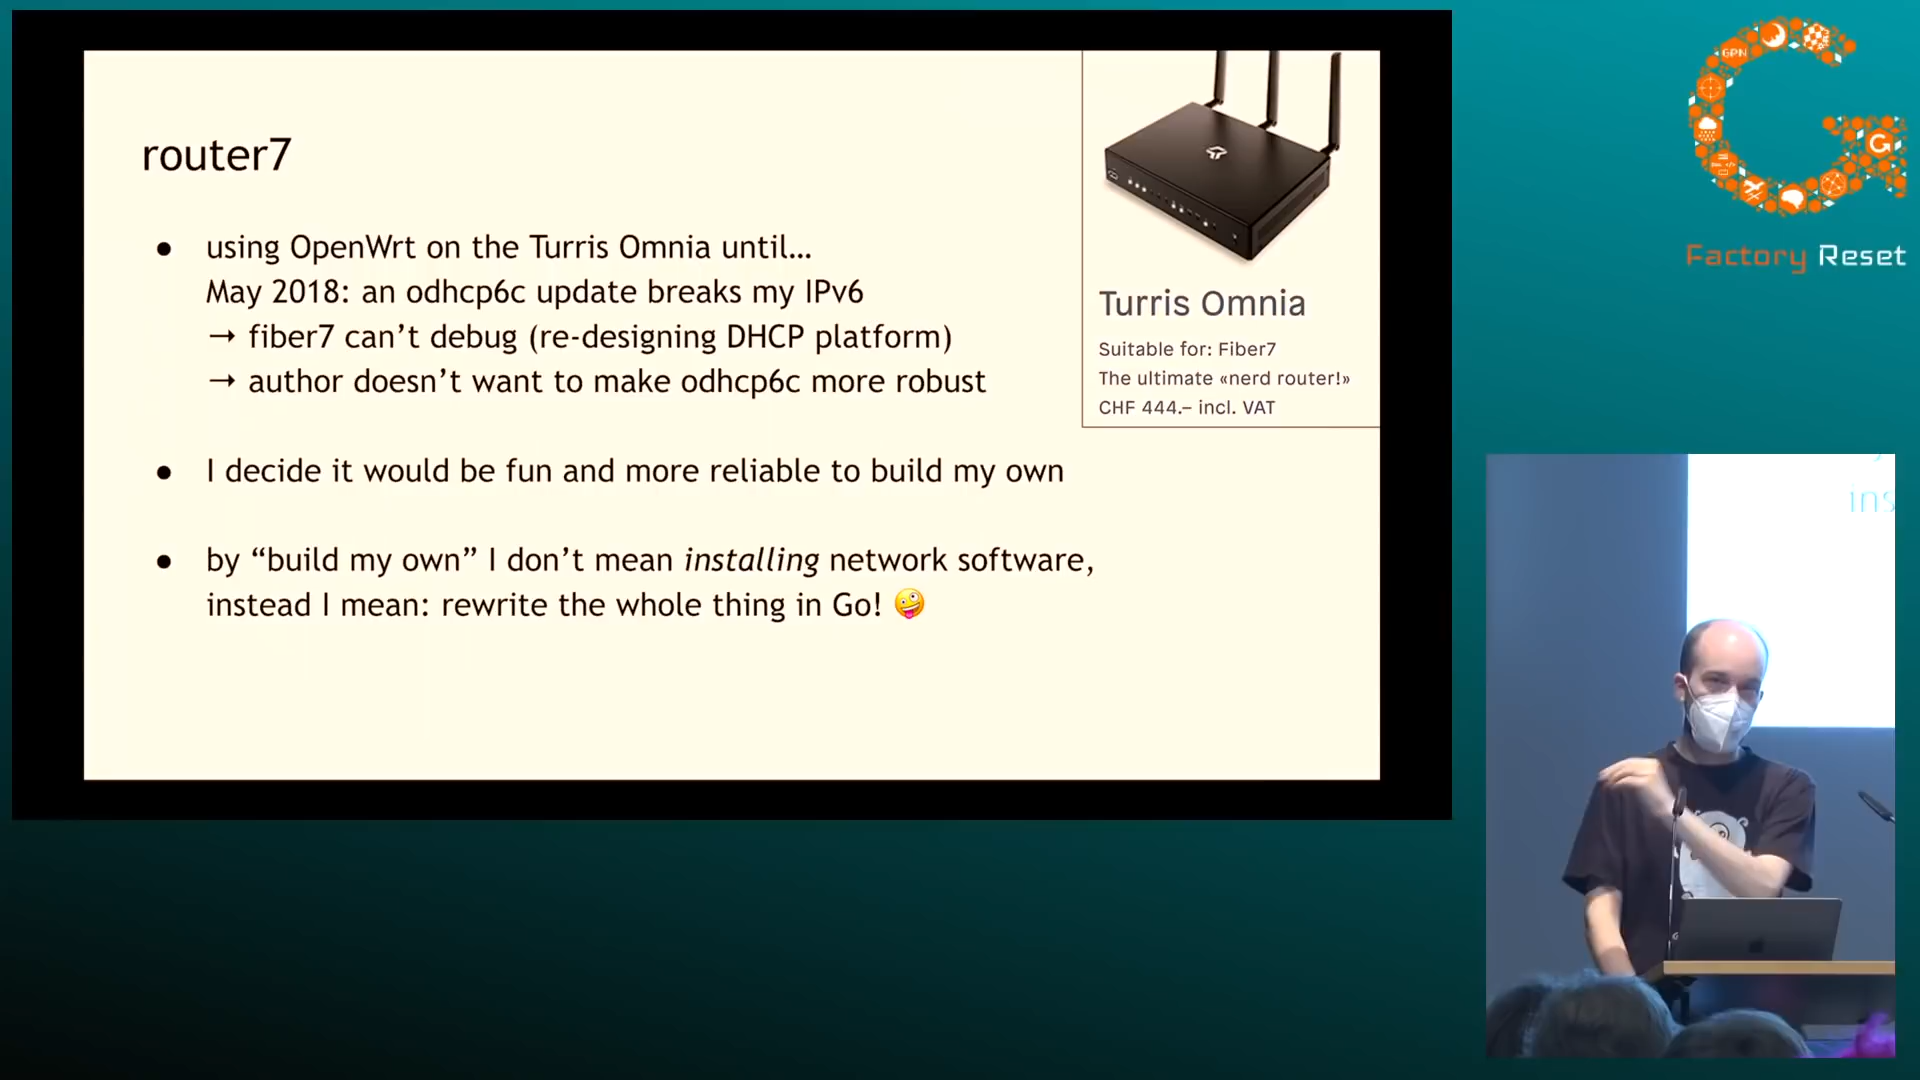 router7
● using OpenWrt on the Turris Omnia until…
May 2018: an odhcp6c update breaks my IPv6
→ fiber7 can’t debug (re-designing DHCP platform)
→ author doesn’t want to make odhcp6c more robust
● I decide it would be fun and more reliable to build my own
● by “build my own” I don’t mean installing network software,
instead I mean: rewrite the whole thing in Go! 🤪
Turris Omnia
Suitable for: Fiber7
The ultimate «nerd router!»
CHF 444.– incl. VAT
GPN
Factory Reset
ins